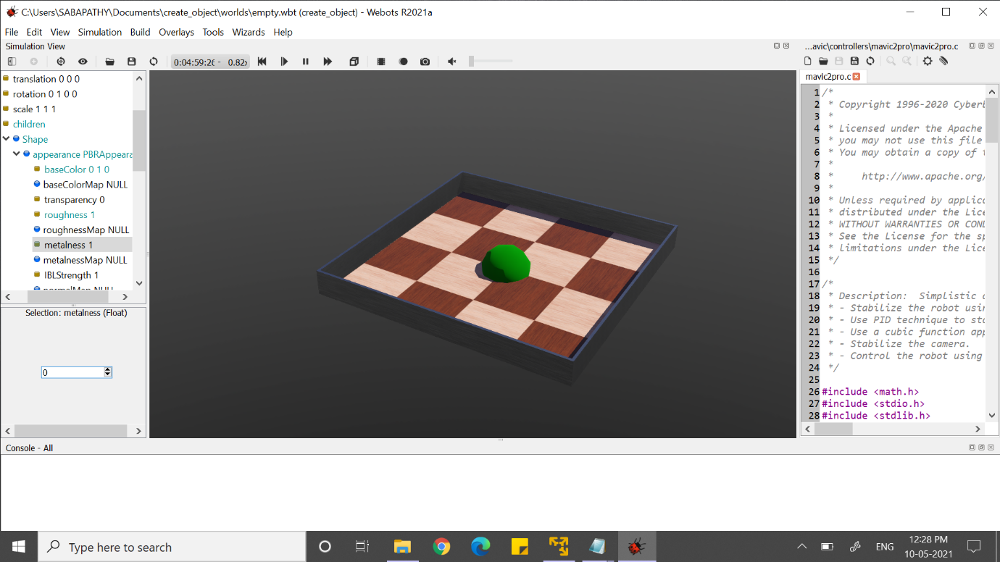 C:\Users\SABAPATHY\Documents\create_object\worlds\empty.wbt (create_object) - Webots R2021a
File Edit View Simulation Build Overlays Tools Wizards Help
Simulation View
0:04:59:26 - 0.82x
translation 0 0 0
rotation 0 1 0 0
scale 1 1 1
children
Shape
appearance PBRAppeara
baseColor 0 1 0
baseColorMap NULL
transparency 0
roughness 1
roughnessMap NULL
metalness 1
metalnessMap NULL
IBLStrength 1
normalMap NULL
Selection: metalness (Float)
0
...avic\controllers\mavic2pro\mavic2pro.c
mavic2pro.c
1 /*
2 * Copyright 1996-2020 Cyberb
3 *
4 * Licensed under the Apache
5 * you may not use this file
6 * You may obtain a copy of t
7 *
8 * http://www.apache.org/
9 *
10 * Unless required by applica
11 * distributed under the Lice
12 * WITHOUT WARRANTIES OR COND
13 * See the License for the sp
14 * limitations under the Lice
15 */
16
17 /*
18 * Description: Simplistic d
19 * - Stabilize the robot usin
20 * - Use PID technique to sta
21 * - Use a cubic function app
22 * - Stabilize the camera.
23 * - Control the robot using
24 */
25
26 #include <math.h>
27 #include <stdio.h>
28 #include <stdlib.h>
Console - All
Type here to search
ENG
12:28 PM
10-05-2021